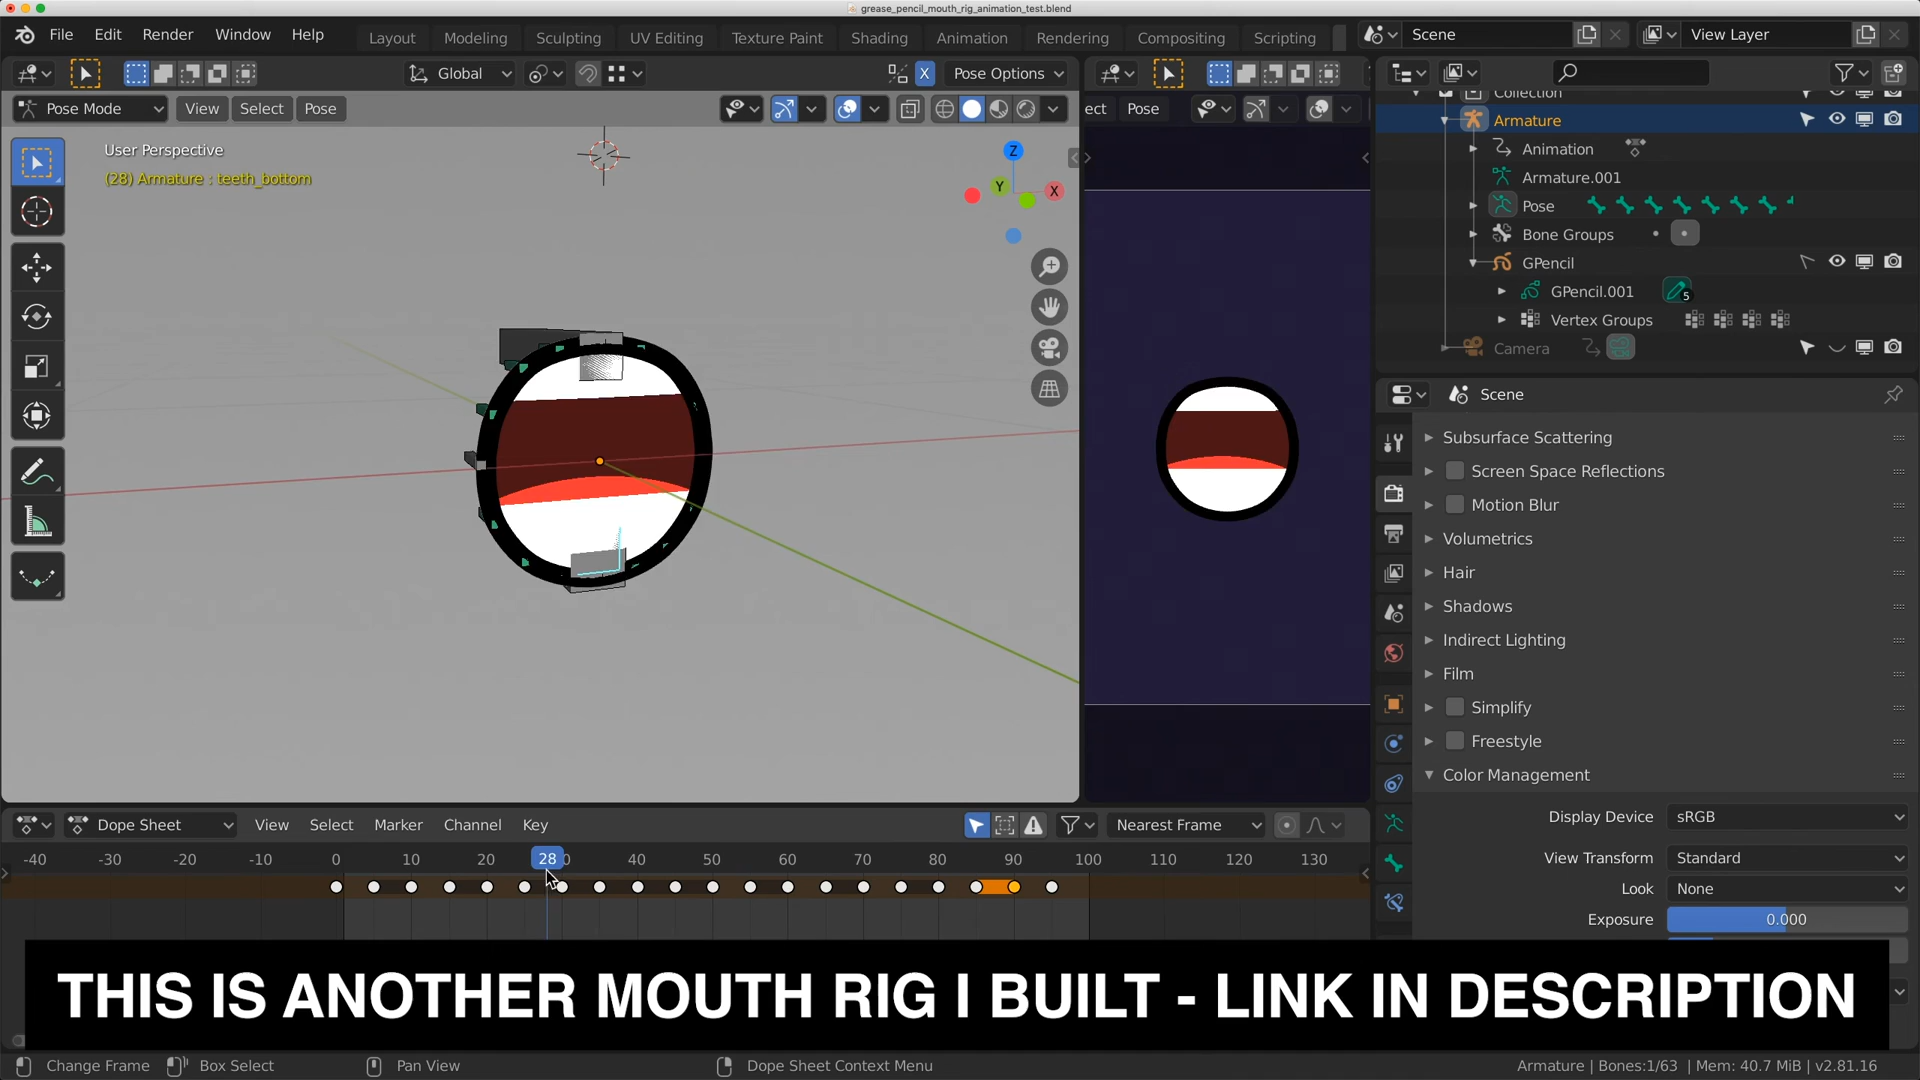 grease_pencil_mouth_rig_animation_test.blend
File Edit Render Window Help Layout Modeling Sculpting UV Editing Texture Paint Shading Animation Rendering Compositing Scripting Scene View Layer
Global X Pose Options
Pose Mode View Select Pose ect Pose
Collection
Armature
Animation
Armature.001
Pose
Bone Groups
GPencil
GPencil.001 5
Vertex Groups
Camera
User Perspective
(28) Armature : teeth_bottom
Z
Y X
Scene
Subsurface Scattering
Screen Space Reflections
Motion Blur
Volumetrics
Hair
Shadows
Indirect Lighting
Film
Simplify
Freestyle
Color Management
Display Device sRGB
View Transform Standard
Look None
Exposure 0.000
Dope Sheet View Select Marker Channel Key Nearest Frame
-40 -30 -20 -10 0 10 20 28 0 40 50 60 70 80 90 100 110 120 130
THIS IS ANOTHER MOUTH RIG I BUILT - LINK IN DESCRIPTION
Change Frame Box Select Pan View Dope Sheet Context Menu Armature | Bones:1/63 | Mem: 40.7 MiB | v2.81.16